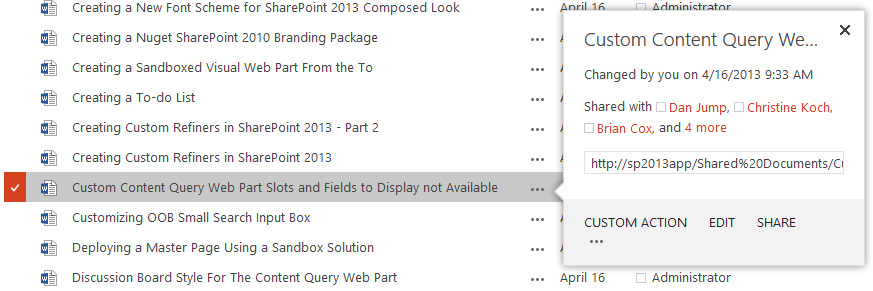 Creating a New Font Scheme for SharePoint 2013 Composed Look ... April 16 Administrator
Creating a Nuget SharePoint 2010 Branding Package ...
Creating a Sandboxed Visual Web Part From the To ...
Creating a To-do List ...
Creating Custom Refiners in SharePoint 2013 - Part 2 ...
Creating Custom Refiners in SharePoint 2013 ...
Custom Content Query Web Part Slots and Fields to Display not Available ...
Customizing OOB Small Search Input Box ...
Deploying a Master Page Using a Sandbox Solution ...
Discussion Board Style For The Content Query Web Part ... April 16 Administrator
Custom Content Query We...
Changed by you on 4/16/2013 9:33 AM
Shared with Dan Jump, Christine Koch,
Brian Cox, and 4 more
http://sp2013app/Shared%20Documents/Cu
CUSTOM ACTION EDIT SHARE
...